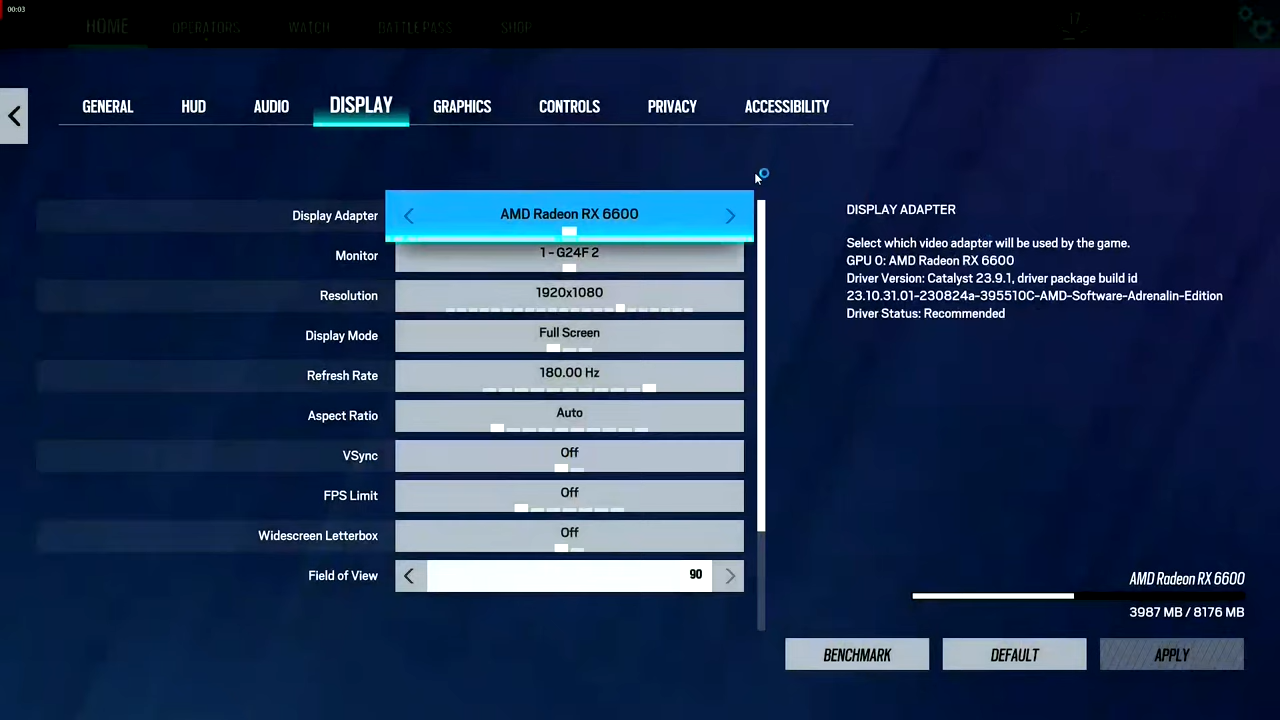 00:03
HOME OPERATORS WATCH BATTLE PASS SHOP
17
GENERAL HUD AUDIO DISPLAY GRAPHICS CONTROLS PRIVACY ACCESSIBILITY
Display Adapter AMD Radeon RX 6600
Monitor 1 - G24F 2
Resolution 1920x1080
Display Mode Full Screen
Refresh Rate 180.00 Hz
Aspect Ratio Auto
VSync Off
FPS Limit Off
Widescreen Letterbox Off
Field of View 90
DISPLAY ADAPTER
Select which video adapter will be used by the game.
GPU 0: AMD Radeon RX 6600
Driver Version: Catalyst 23.9.1, driver package build id
23.10.31.01-230824a-395510C-AMD-Software-Adrenalin-Edition
Driver Status: Recommended
AMD Radeon RX 6600
3987 MB / 8176 MB
BENCHMARK DEFAULT APPLY